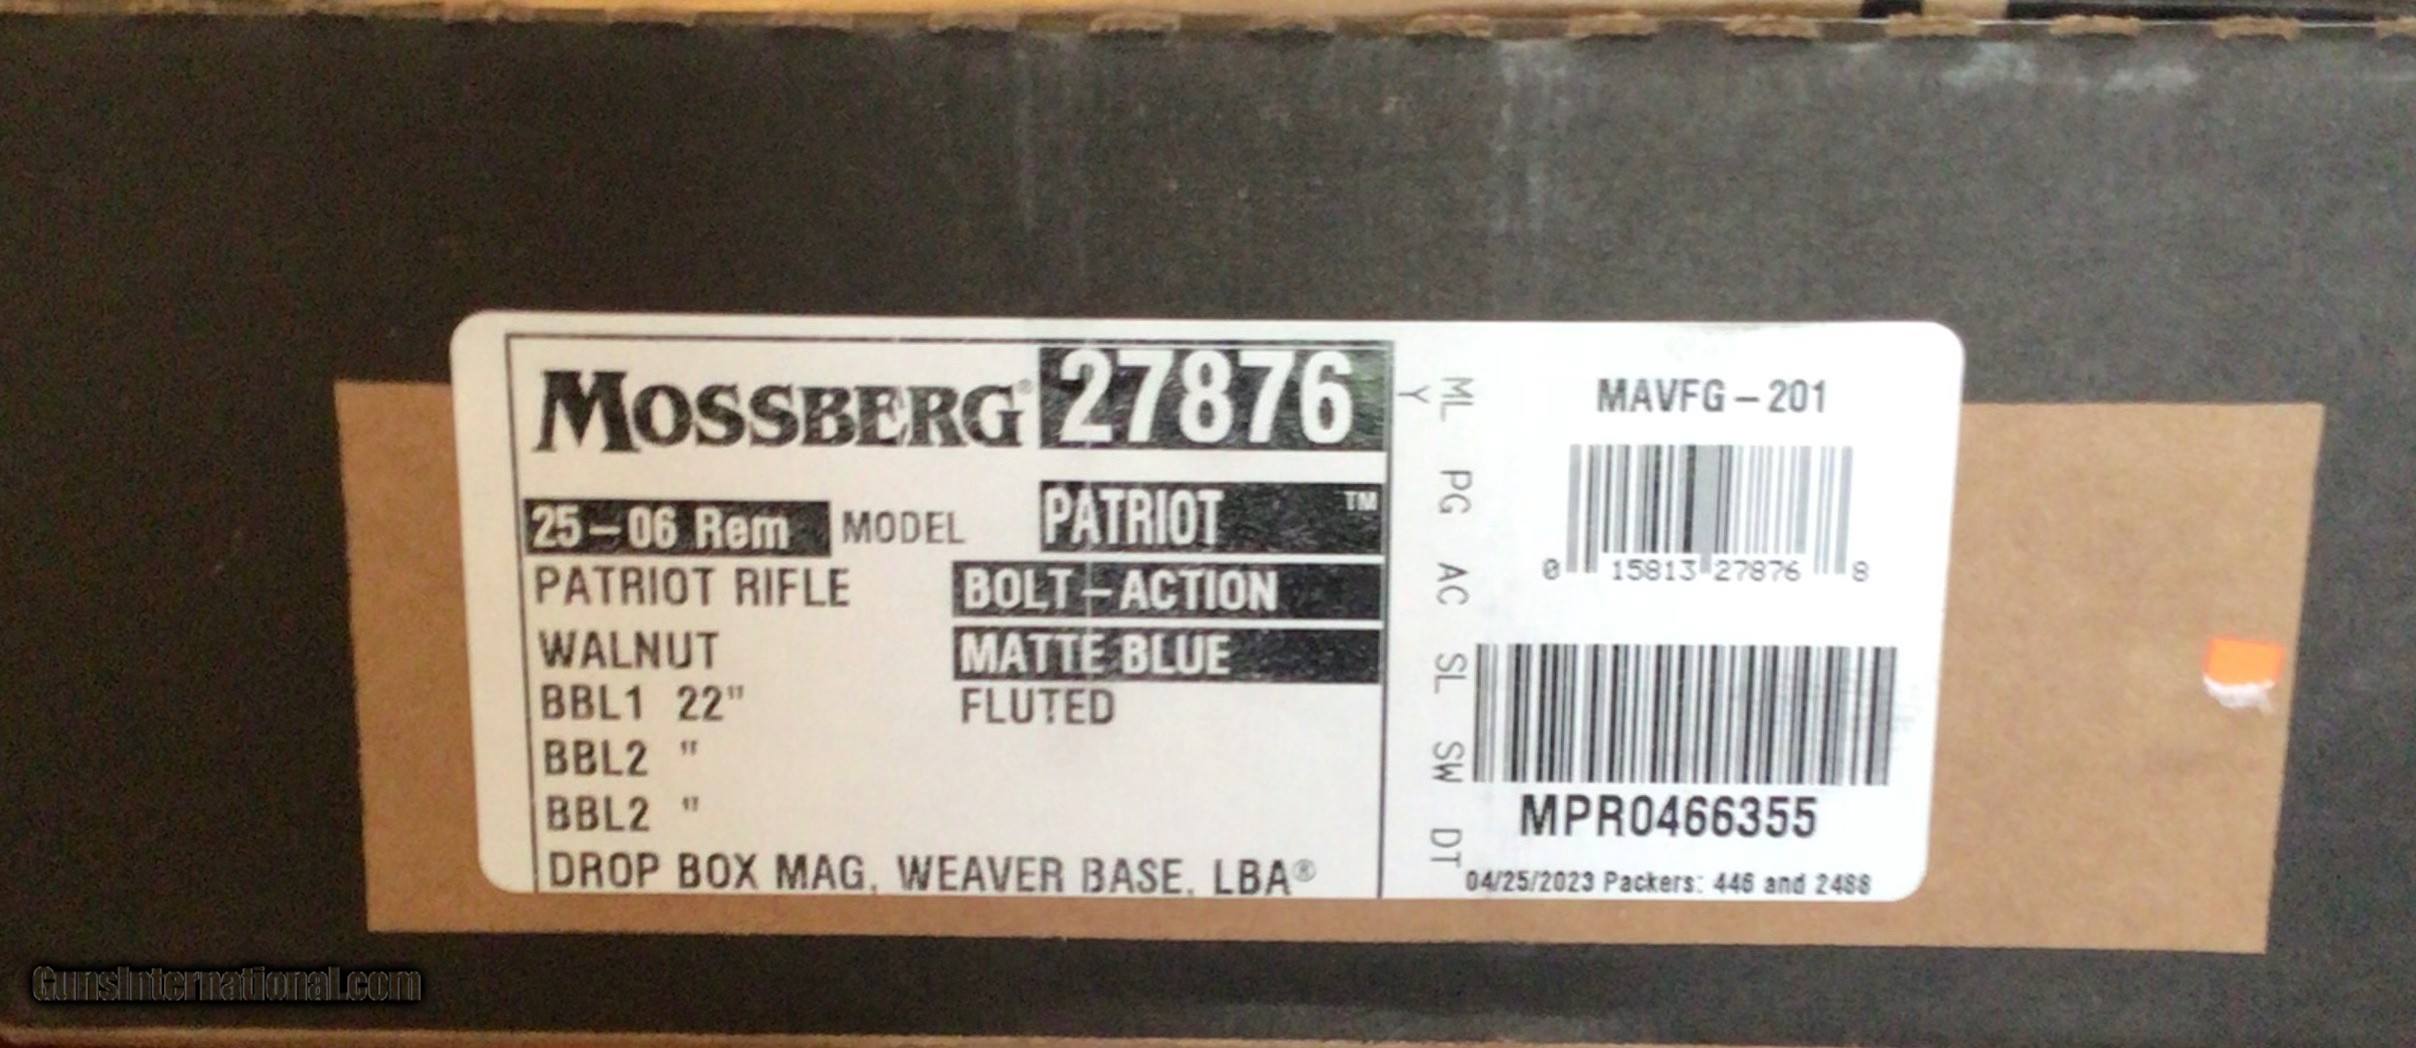 MOSSBERG® 27876
25-06 Rem MODEL PATRIOT ™
PATRIOT RIFLE BOLT-ACTION
WALNUT MATTE BLUE
BBL1 22" FLUTED
BBL2 "
BBL2 "
DROP BOX MAG, WEAVER BASE, LBA®
ML PG AC SL SW DT
Y
MAVFG-201
0 15813 27876 8
MPR0466355
04/25/2023 Packers: 446 and 2488
GunsInternational.com